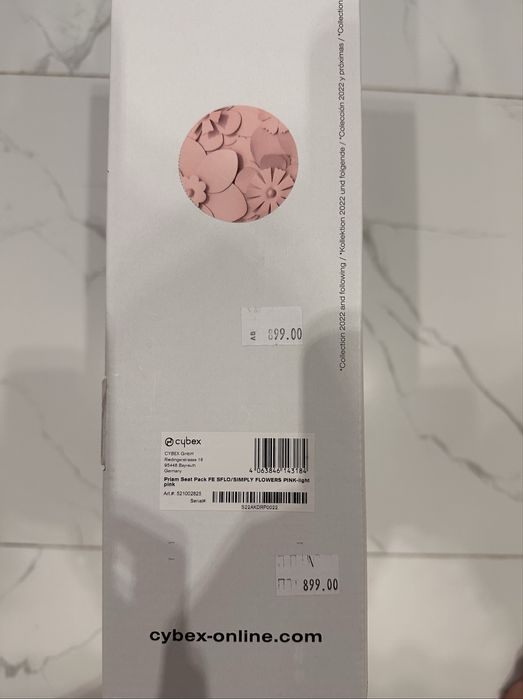 *Collection 2022 and following / *Kollektion 2022 und folgende / *Colección 2022 y próximas / *Collection
899.00
cybex
CYBEX GmbH
Riedingerstrasse 18
95448 Bayreuth
Germany
4 063846 143184
Priam Seat Pack FE SFLO/SIMPLY FLOWERS PINK-light
pink
Art.#: 521002825
Serial#
S22AKDRP0022
899.00
cybex-online.com